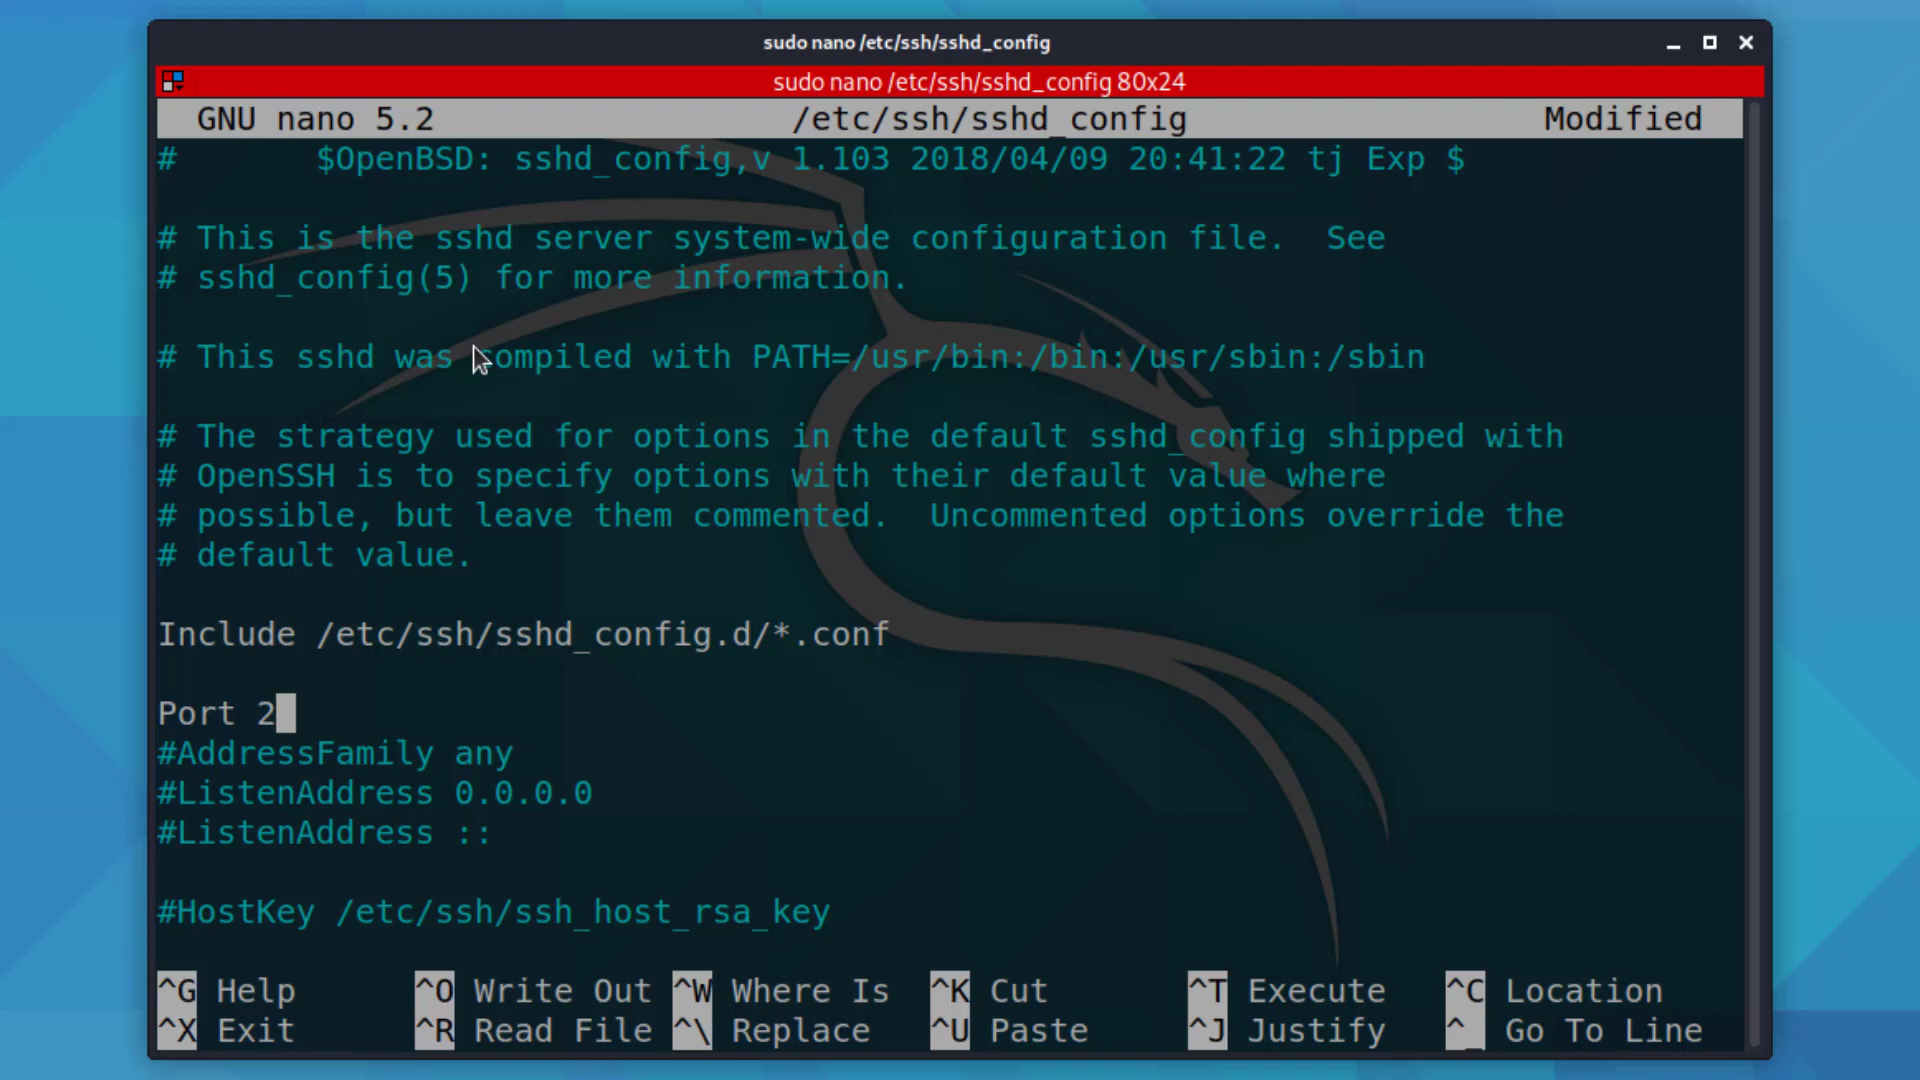 sudo nano /etc/ssh/sshd_config
sudo nano /etc/ssh/sshd_config 80x24
GNU nano 5.2 /etc/ssh/sshd_config Modified
# $OpenBSD: sshd_config,v 1.103 2018/04/09 20:41:22 tj Exp $
# This is the sshd server system-wide configuration file.  See
# sshd_config(5) for more information.
# This sshd was compiled with PATH=/usr/bin:/bin:/usr/sbin:/sbin
# The strategy used for options in the default sshd_config shipped with
# OpenSSH is to specify options with their default value where
# possible, but leave them commented.  Uncommented options override the
# default value.
Include /etc/ssh/sshd_config.d/*.conf
Port 2
#AddressFamily any
#ListenAddress 0.0.0.0
#ListenAddress ::
#HostKey /etc/ssh/ssh_host_rsa_key
^G Help ^O Write Out ^W Where Is ^K Cut ^T Execute ^C Location
^X Exit ^R Read File ^\ Replace ^U Paste ^J Justify ^_ Go To Line